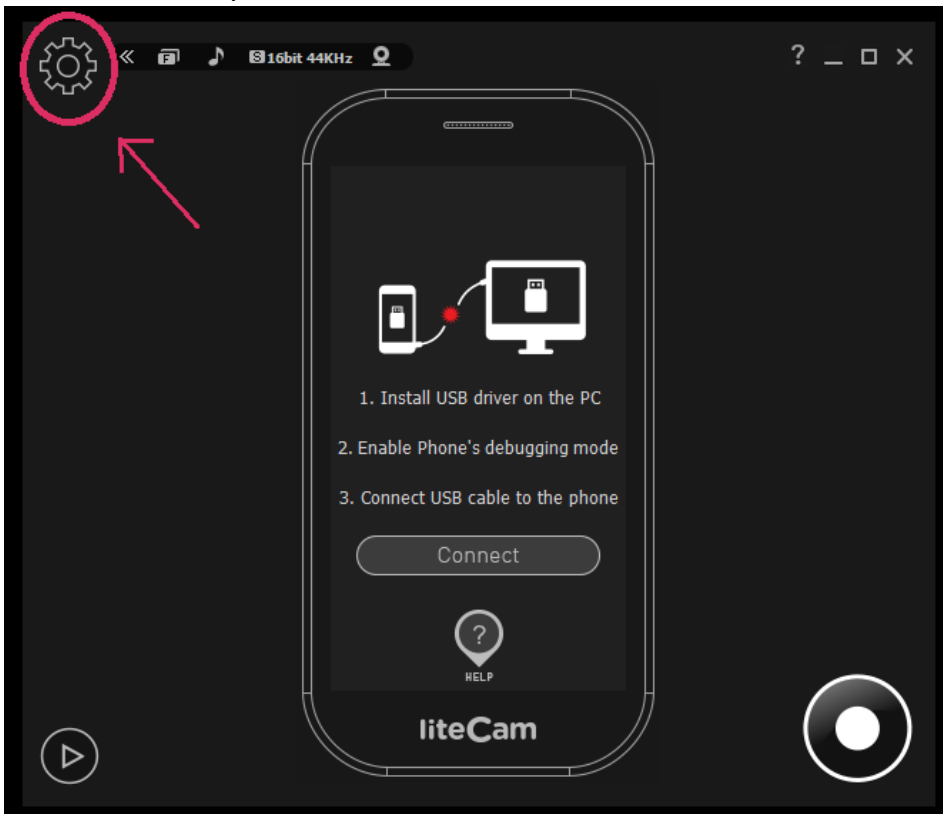 16bit 44KHz
?
1. Install USB driver on the PC
2. Enable Phone's debugging mode
3. Connect USB cable to the phone
Connect
?
HELP
liteCam